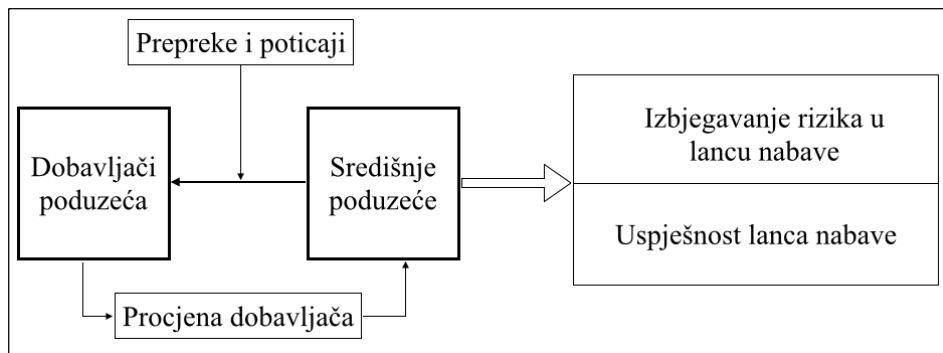 Prepreke i poticaji
Dobavljači
poduzeća
Središnje
poduzeće
Izbjegavanje rizika u
lancu nabave
Uspješnost lanca nabave
Procjena dobavljača